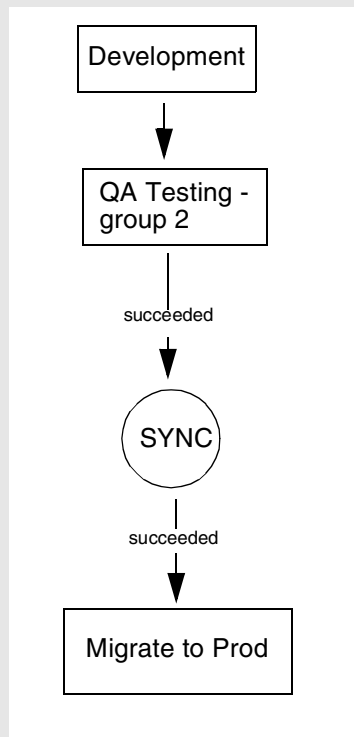 Development
QA Testing -
group 2
succeeded
SYNC
succeeded
Migrate to Prod